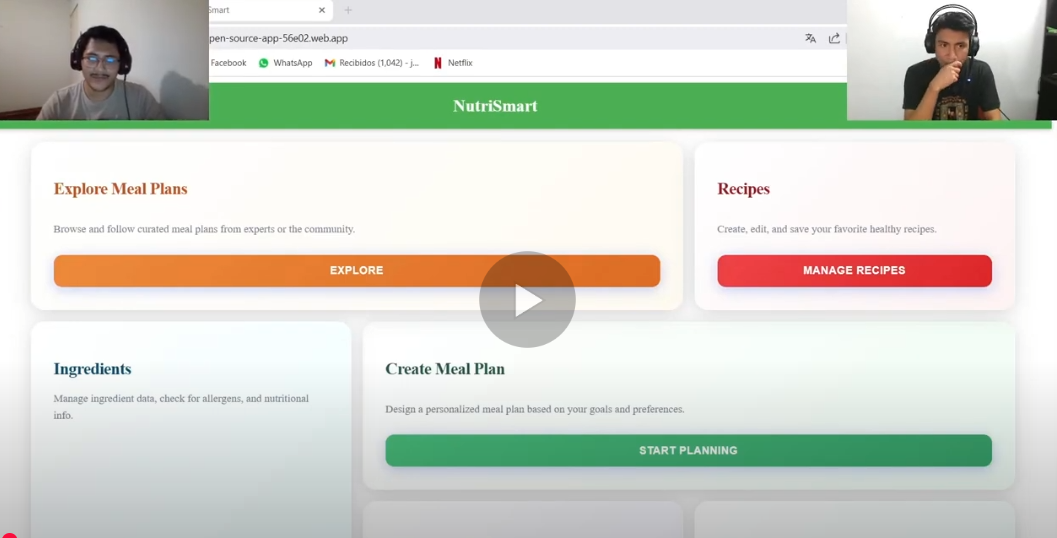 Smart
pen-source-app-56e02.web.app
Facebook WhatsApp Recibidos (1,042) - j... Netflix
NutriSmart
Explore Meal Plans
Browse and follow curated meal plans from experts or the community.
EXPLORE
Recipes
Create, edit, and save your favorite healthy recipes.
MANAGE RECIPES
Ingredients
Manage ingredient data, check for allergens, and nutritional
info.
Create Meal Plan
Design a personalized meal plan based on your goals and preferences.
START PLANNING